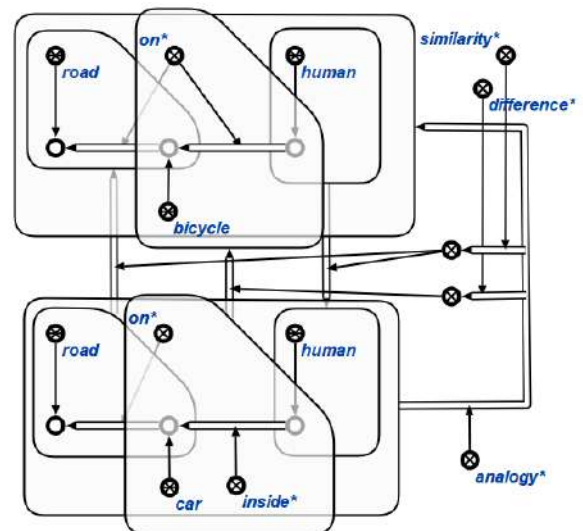 similarity*
on*
road
human
difference*
bicycle
on*
road
human
car
inside*
analogy*